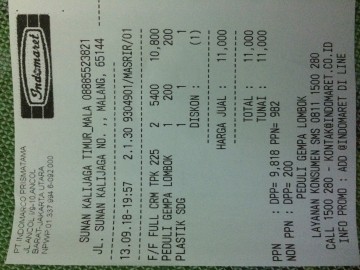 Indomaret
PT INDOMARCO PRISMATAMA
JL.ANCOL I/9-10,ANCOL
BARAT,JAKARTA UTARA
NPWP:01.337.994.6-092.000
SUNAN KALIJAGA TIMUR_MALA 08885523821
JL. SUNAN KALIJAGA NO. ,, MALANG, 65144
113.09.18-19:57 2.1.30 9304901/MASRIR/01
F/F FULL CRM TPK 225 2 5400 10,800
PEDULI GEMPA LOMBOK 1 200 200
PLASTIK SDG 1 1 1
DISKON : (1)
HARGA JUAL : 11,000
TOTAL : 11,000
TUNAI : 11,000
PPN : DPP= 9,818 PPN= 982
NON PPN : DPP= 200
PEDULI GEMPA LOMBOK
LAYANAN KONSUMEN SMS 0811 1500 280
CALL 1500 280 - KONTAK@INDOMARET.CO.ID
INFO PROMO : ADD @INDOMARET DI LINE